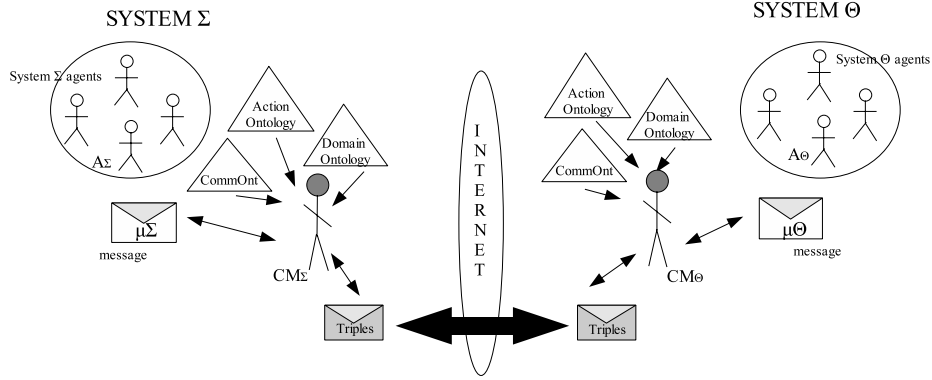 SYSTEM Σ
SYSTEM Θ
System Σ agents
System Θ agents
Action
Ontology
Domain
Ontology
CommOnt
AΣ
μΣ
message
CMΣ
Triples
I
N
T
E
R
N
E
T
Action
Ontology
Domain
Ontology
CommOnt
AΘ
μΘ
message
CMΘ
Triples